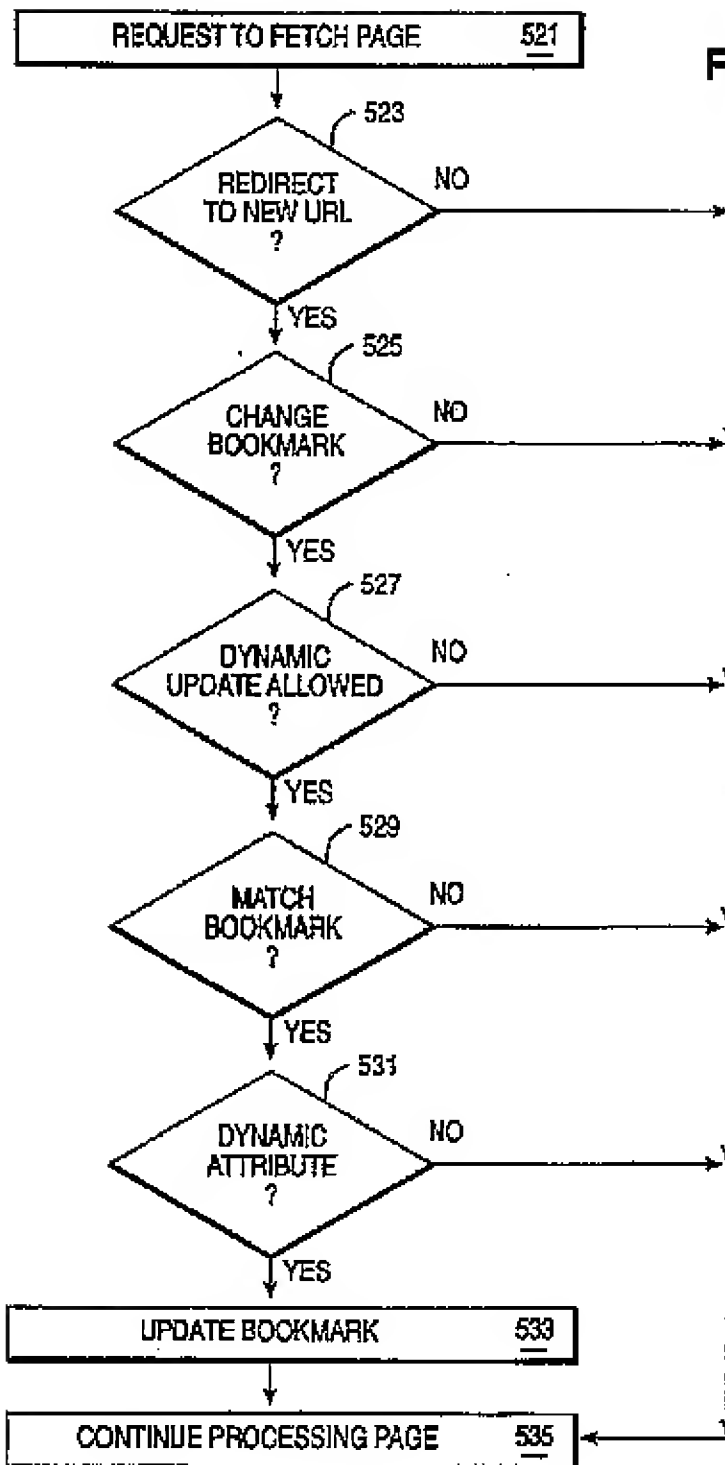 REQUEST TO FETCH PAGE 521
F
523
REDIRECT
TO NEW URL
?
NO
YES
525
CHANGE
BOOKMARK
?
NO
YES
527
DYNAMIC
UPDATE ALLOWED
?
NO
YES
529
MATCH
BOOKMARK
?
NO
YES
531
DYNAMIC
ATTRIBUTE
?
NO
YES
UPDATE BOOKMARK 533
CONTINUE PROCESSING PAGE 535